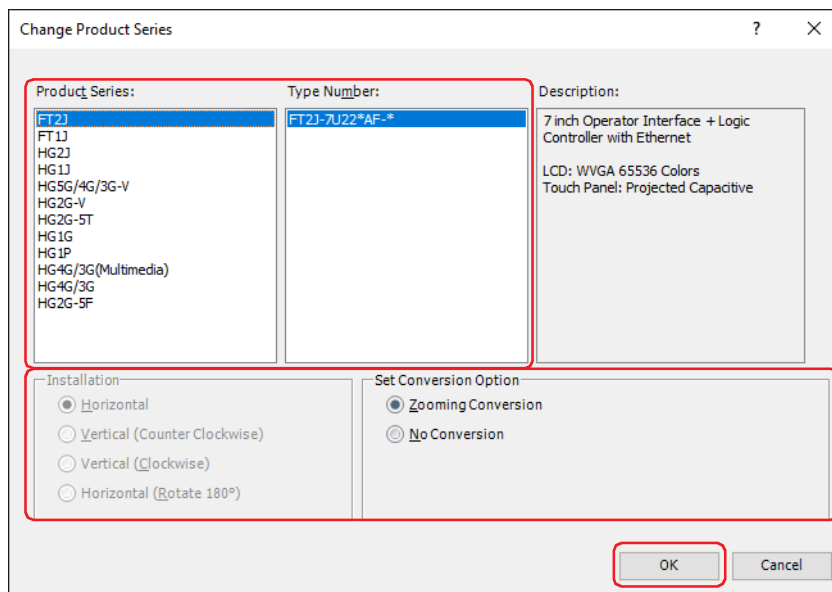 Change Product Series
?
Product Series:
FT2J
FT1J
HG2J
HG1J
HG5G/4G/3G-V
HG2G-V
HG2G-5T
HG1G
HG1P
HG4G/3G(Multimedia)
HG4G/3G
HG2G-5F
Type Number:
FT2J-7U22*AF-*
Description:
7 inch Operator Interface + Logic
Controller with Ethernet
LCD: WVGA 65536 Colors
Touch Panel: Projected Capacitive
Installation
Horizontal
Vertical (Counter Clockwise)
Vertical (Clockwise)
Horizontal (Rotate 180°)
Set Conversion Option
Zooming Conversion
No Conversion
OK
Cancel